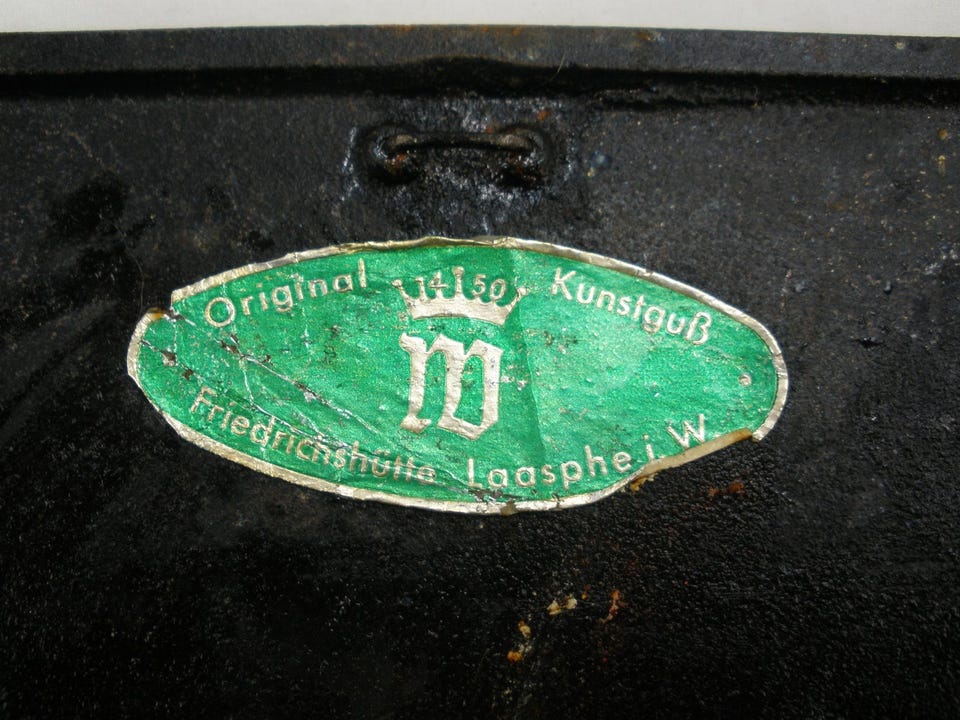 Original 1450 Kunstguß
W
Friedrichshütte Laasphe i. W